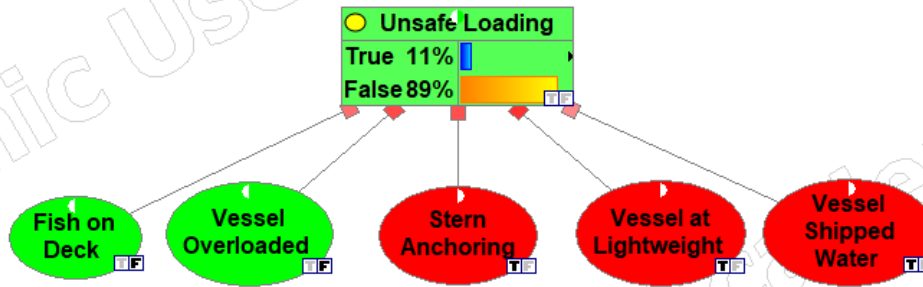 Unsafe Loading
True 11%
False 89%
T F
Fish on
Deck
T F
Vessel
Overloaded
T F
Stern
Anchoring
T F
Vessel at
Lightweight
T F
Vessel
Shipped
Water
T